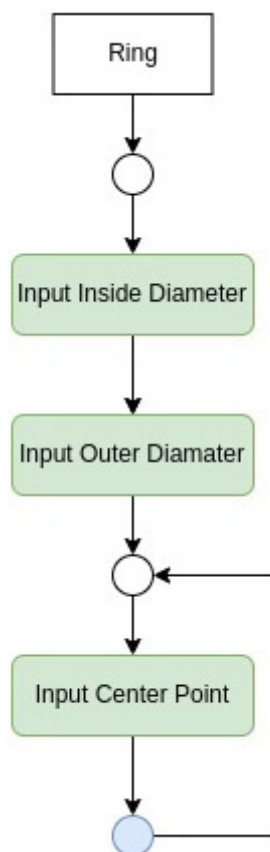 Ring
Input Inside Diameter
Input Outer Diamater
Input Center Point